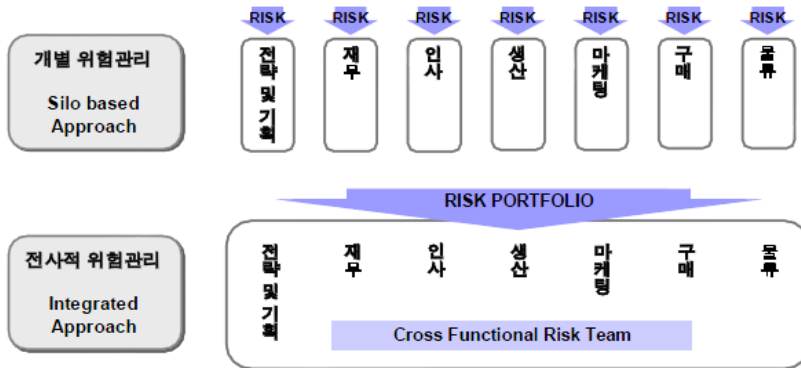 RISK RISK RISK RISK RISK RISK RISK
개별 위험관리
Silo based
Approach
전략 및 기획
재무
인사
생산
마케팅
구매
물류
RISK PORTFOLIO
전사적 위험관리
Integrated
Approach
전략 및 기획
재무
인사
생산
마케팅
구매
물류
Cross Functional Risk Team